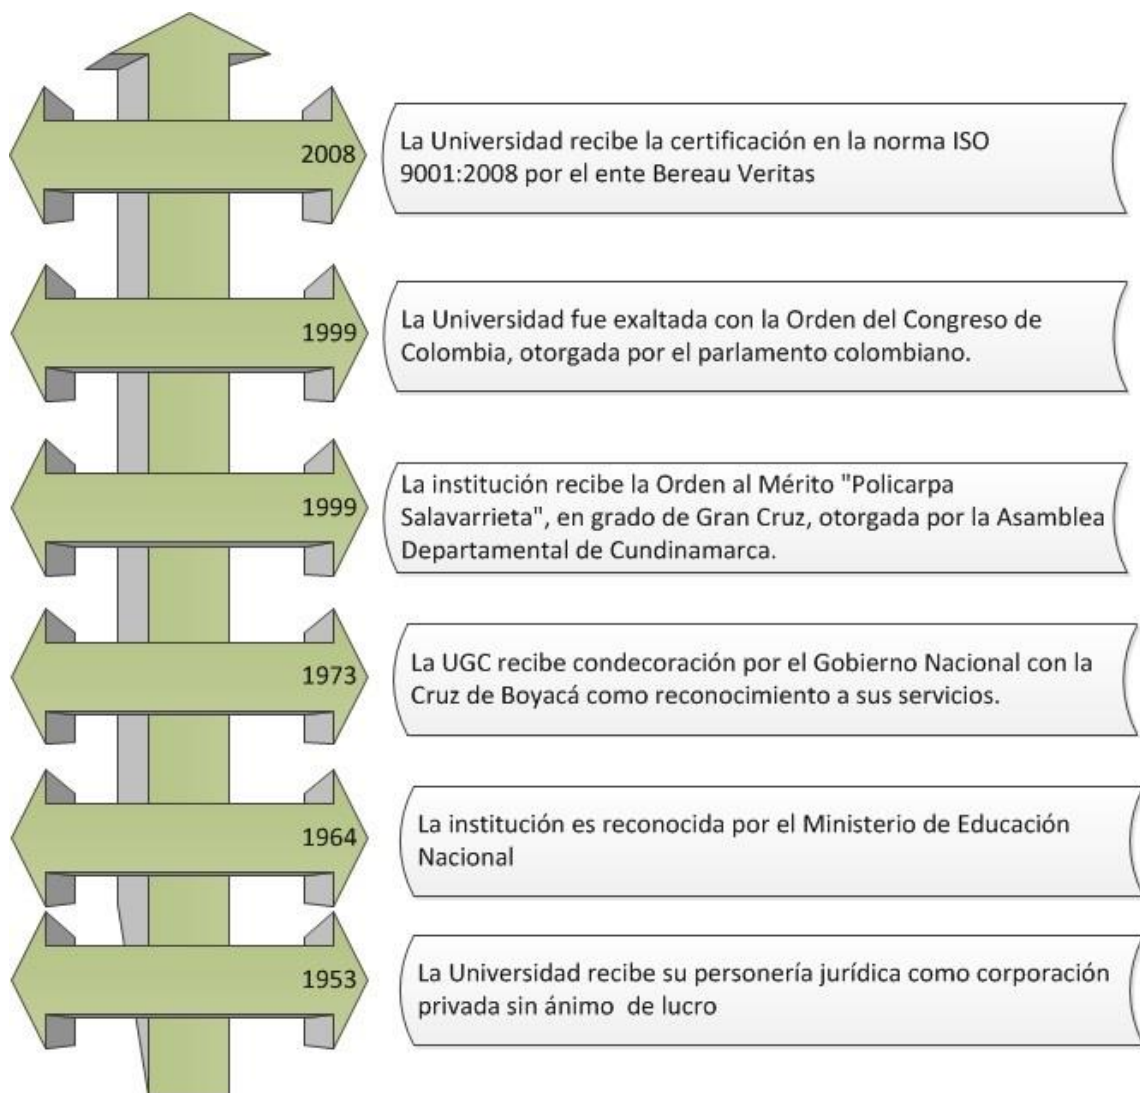 2008
La Universidad recibe la certificación en la norma ISO
9001:2008 por el ente Bereau Veritas
1999
La Universidad fue exaltada con la Orden del Congreso de
Colombia, otorgada por el parlamento colombiano.
1999
La institución recibe la Orden al Mérito "Policarpa
Salavarrieta", en grado de Gran Cruz, otorgada por la Asamblea
Departamental de Cundinamarca.
1973
La UGC recibe condecoración por el Gobierno Nacional con la
Cruz de Boyacá como reconocimiento a sus servicios.
1964
La institución es reconocida por el Ministerio de Educación
Nacional
1953
La Universidad recibe su personería jurídica como corporación
privada sin ánimo  de lucro